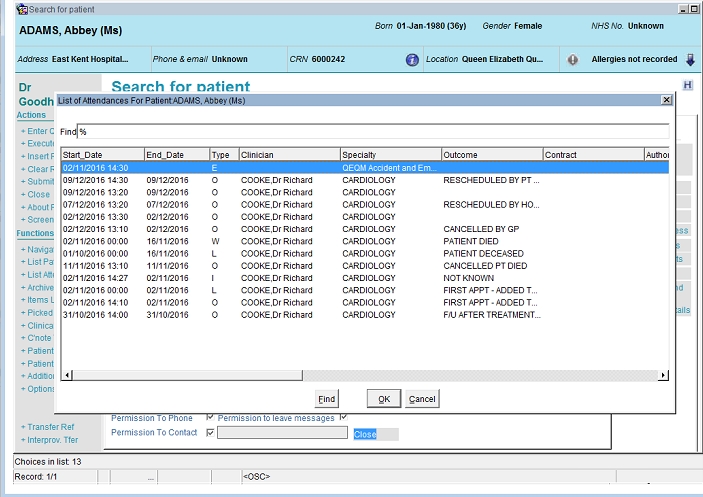 Search for patient
ADAMS, Abbey (Ms)
Born 01-Jan-1980 (36y) Gender Female NHS No. Unknown
Address East Kent Hospital... Phone & email Unknown CRN 6000242 Location Queen Elizabeth Qu... Allergies not recorded
Dr
Goodh
Search for patient
H
List of Attendances For Patient:ADAMS, Abbey (Ms)
Actions
Find %
+ Enter C
+ Execut
+ Insert F
+ Clear F
+ Submit
+ Close
+ About F
+ Screen
Functions
+ Naviga
+ List Pa
+ List Atte
+ Archive
+ Items L
+ Picked
+ Clinica
+ C'note
+ Patient
+ Patient
+ Additio
+ Options
+ Transfer Ref
+ Interprov. Tfer
Start_Date End_Date Type Clinician Specialty Outcome Contract Author
02/11/2016 14:30 E QEQM Accident and Em...
09/12/2016 14:30 09/12/2016 O COOKE,Dr Richard CARDIOLOGY RESCHEDULED BY PT ...
09/12/2016 13:20 09/12/2016 O COOKE,Dr Richard CARDIOLOGY
07/12/2016 13:20 07/12/2016 O COOKE,Dr Richard CARDIOLOGY RESCHEDULED BY HO...
02/12/2016 13:30 02/12/2016 O COOKE,Dr Richard CARDIOLOGY
02/12/2016 13:10 02/12/2016 O COOKE,Dr Richard CARDIOLOGY CANCELLED BY GP
02/11/2016 00:00 16/11/2016 W COOKE,Dr Richard CARDIOLOGY PATIENT DIED
01/10/2016 00:00 16/11/2016 L COOKE,Dr Richard CARDIOLOGY PATIENT DECEASED
11/11/2016 13:10 11/11/2016 O COOKE,Dr Richard CARDIOLOGY CANCELLED PT DIED
02/11/2016 14:27 02/11/2016 I COOKE,Dr Richard CARDIOLOGY NOT KNOWN
02/11/2016 00:00 02/11/2016 L COOKE,Dr Richard CARDIOLOGY FIRST APPT - ADDED T...
02/11/2016 14:10 02/11/2016 O COOKE,Dr Richard CARDIOLOGY FIRST APPT - ADDED T...
31/10/2016 14:00 31/10/2016 O COOKE,Dr Richard CARDIOLOGY F/U AFTER TREATMENT...
ess
s
ts
nd
ails
Find OK Cancel
Permission To Phone Permission to leave messages
Permission To Contact Close
Choices in list: 13
Record: 1/1 ... <OSC>